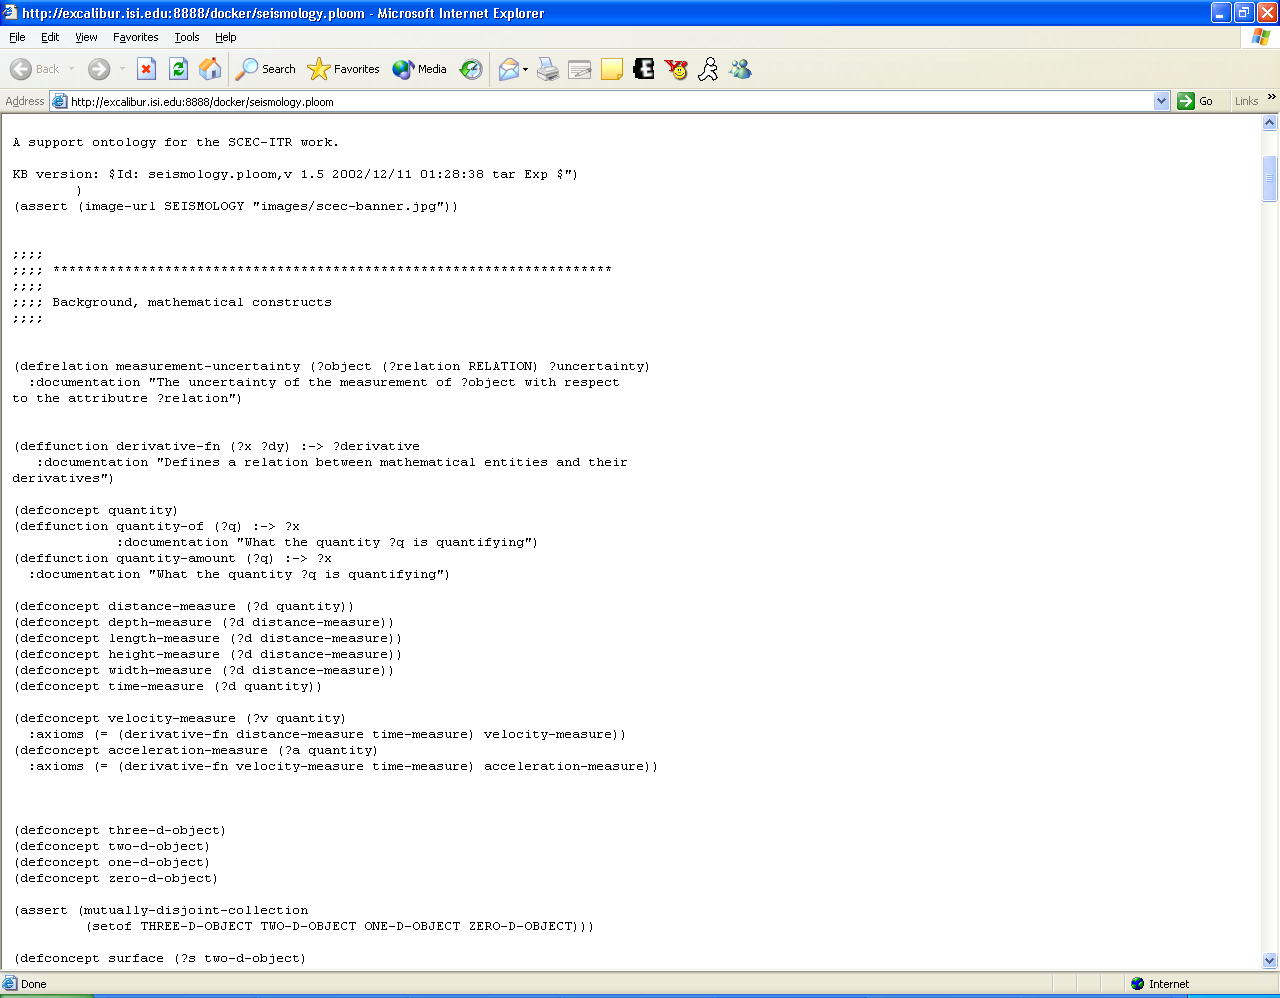 http://excalibur.isi.edu:8888/docker/seismology.ploom - Microsoft Internet Explorer
File Edit View Favorites Tools Help
Back Search Favorites Media
Address http://excalibur.isi.edu:8888/docker/seismology.ploom Go Links »
A support ontology for the SCEC-ITR work.
KB version: $Id: seismology.ploom,v 1.5 2002/12/11 01:28:38 tar Exp $")
)
(assert (image-url SEISMOLOGY "images/scec-banner.jpg"))
;;;;
;;;; **********************************************************************
;;;;
;;;; Background, mathematical constructs
;;;;
(defrelation measurement-uncertainty (?object (?relation RELATION) ?uncertainty)
:documentation "The uncertainty of the measurement of ?object with respect
to the attributre ?relation")
(deffunction derivative-fn (?x ?dy) :-> ?derivative
:documentation "Defines a relation between mathematical entities and their
derivatives")
(defconcept quantity)
(deffunction quantity-of (?q) :-> ?x
:documentation "What the quantity ?q is quantifying")
(deffunction quantity-amount (?q) :-> ?x
:documentation "What the quantity ?q is quantifying")
(defconcept distance-measure (?d quantity))
(defconcept depth-measure (?d distance-measure))
(defconcept length-measure (?d distance-measure))
(defconcept height-measure (?d distance-measure))
(defconcept width-measure (?d distance-measure))
(defconcept time-measure (?d quantity))
(defconcept velocity-measure (?v quantity)
:axioms (= (derivative-fn distance-measure time-measure) velocity-measure))
(defconcept acceleration-measure (?a quantity)
:axioms (= (derivative-fn velocity-measure time-measure) acceleration-measure))
(defconcept three-d-object)
(defconcept two-d-object)
(defconcept one-d-object)
(defconcept zero-d-object)
(assert (mutually-disjoint-collection
(setof THREE-D-OBJECT TWO-D-OBJECT ONE-D-OBJECT ZERO-D-OBJECT)))
(defconcept surface (?s two-d-object)
Done Internet